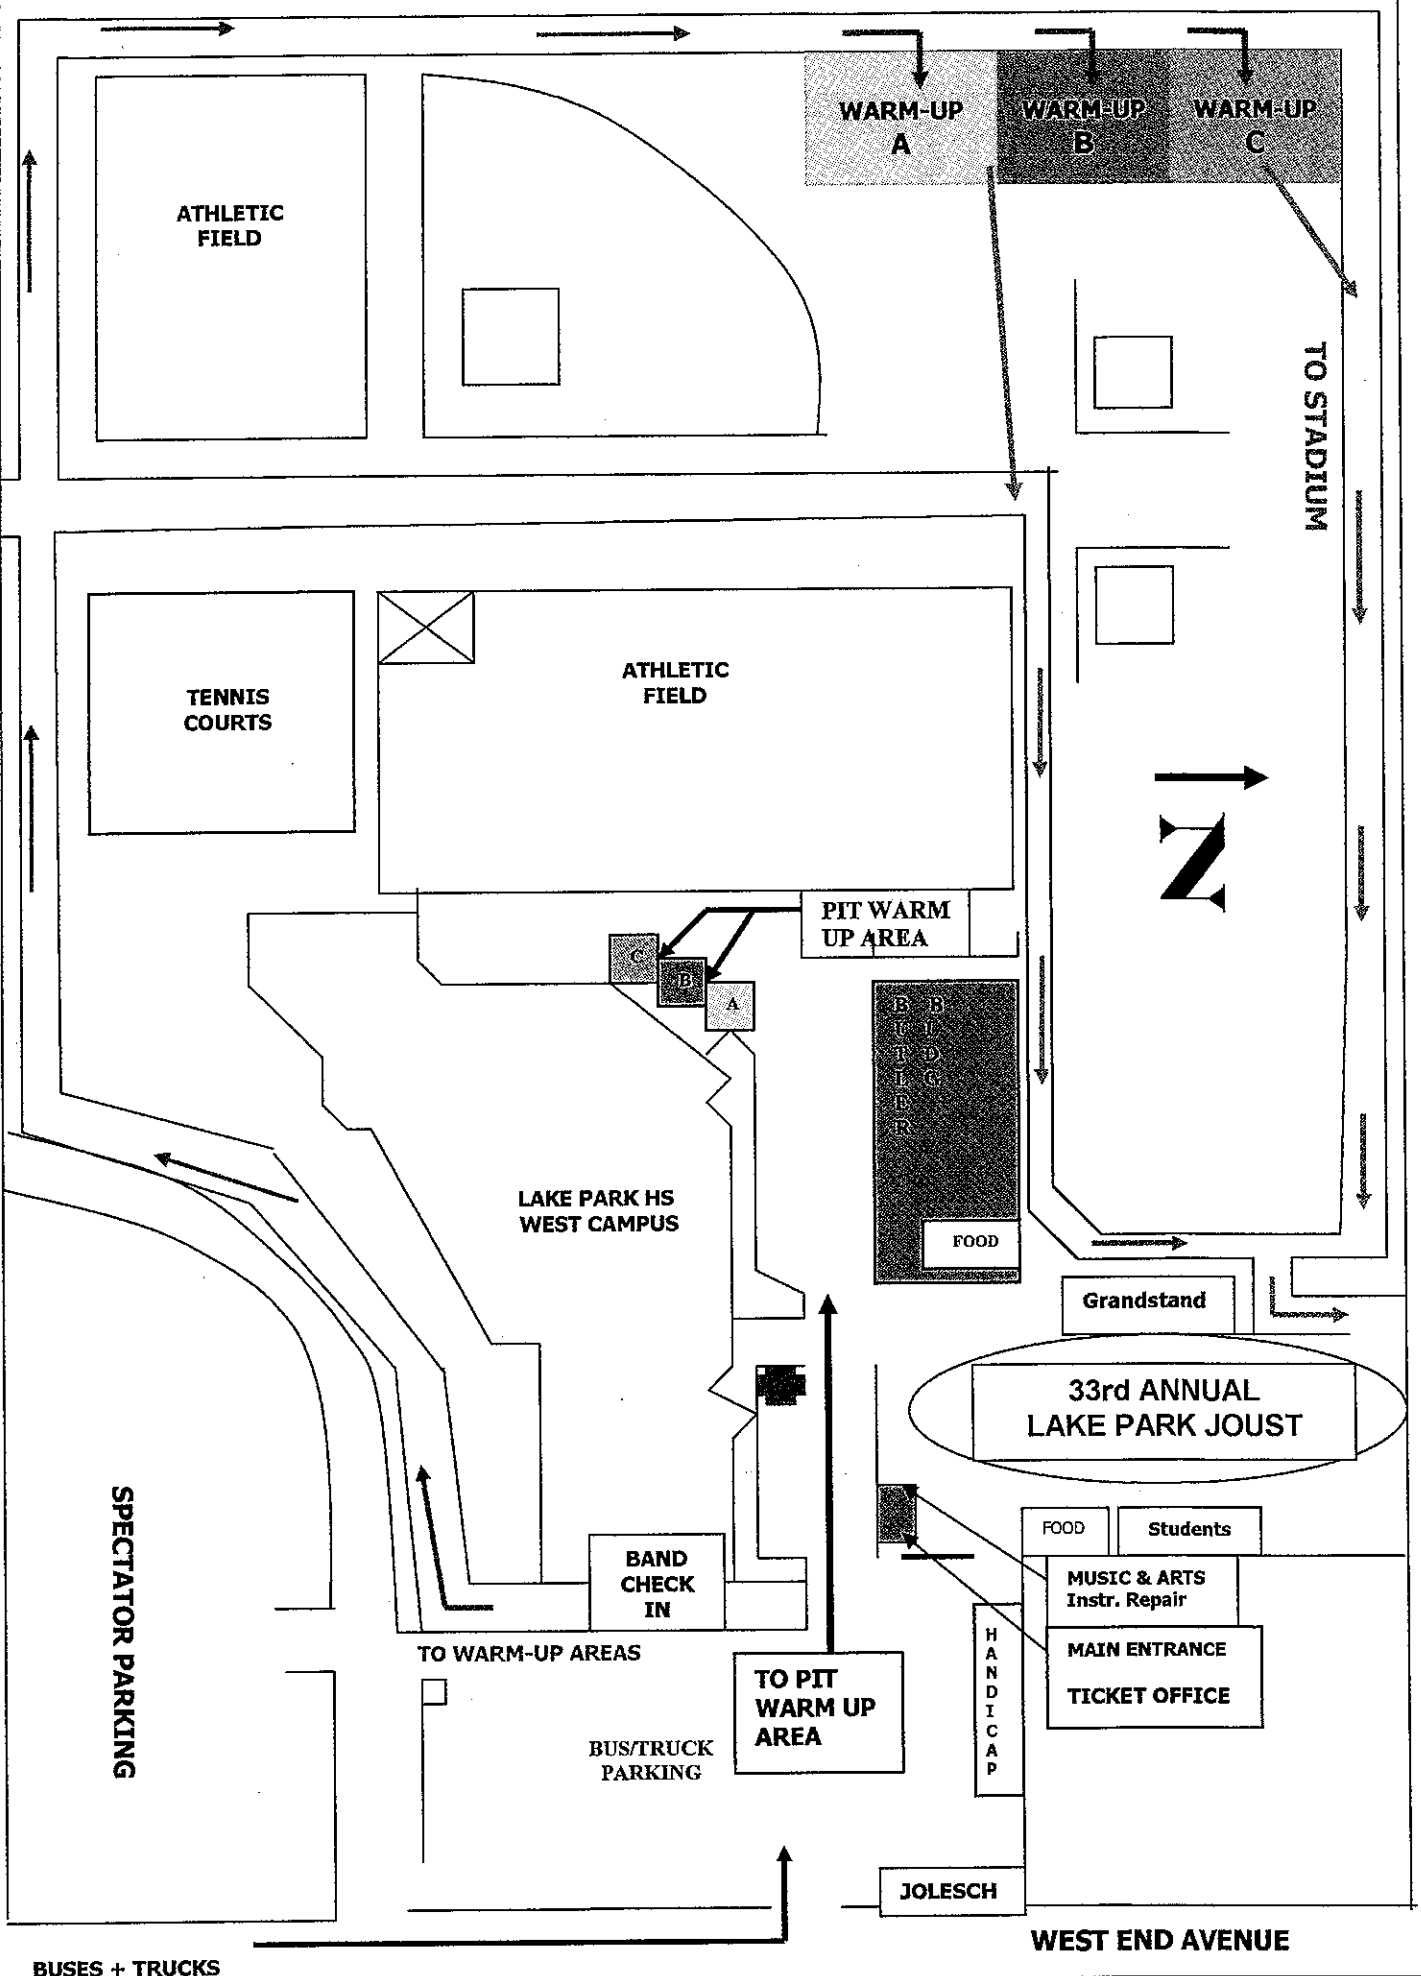 WARM-UP
A
WARM-UP
B
WARM-UP
C
ATHLETIC
FIELD
TO STADIUM
TENNIS
COURTS
ATHLETIC
FIELD
N
PIT WARM
UP AREA
C
B
A
BUTLER
BLDG
LAKE PARK HS
WEST CAMPUS
FOOD
Grandstand
33rd ANNUAL
LAKE PARK JOUST
SPECTATOR PARKING
FOOD
Students
BAND
CHECK
IN
MUSIC & ARTS
Instr. Repair
HANDICAP
MAIN ENTRANCE
TICKET OFFICE
TO WARM-UP AREAS
TO PIT
WARM UP
AREA
BUS/TRUCK
PARKING
JOLESCH
WEST END AVENUE
BUSES + TRUCKS